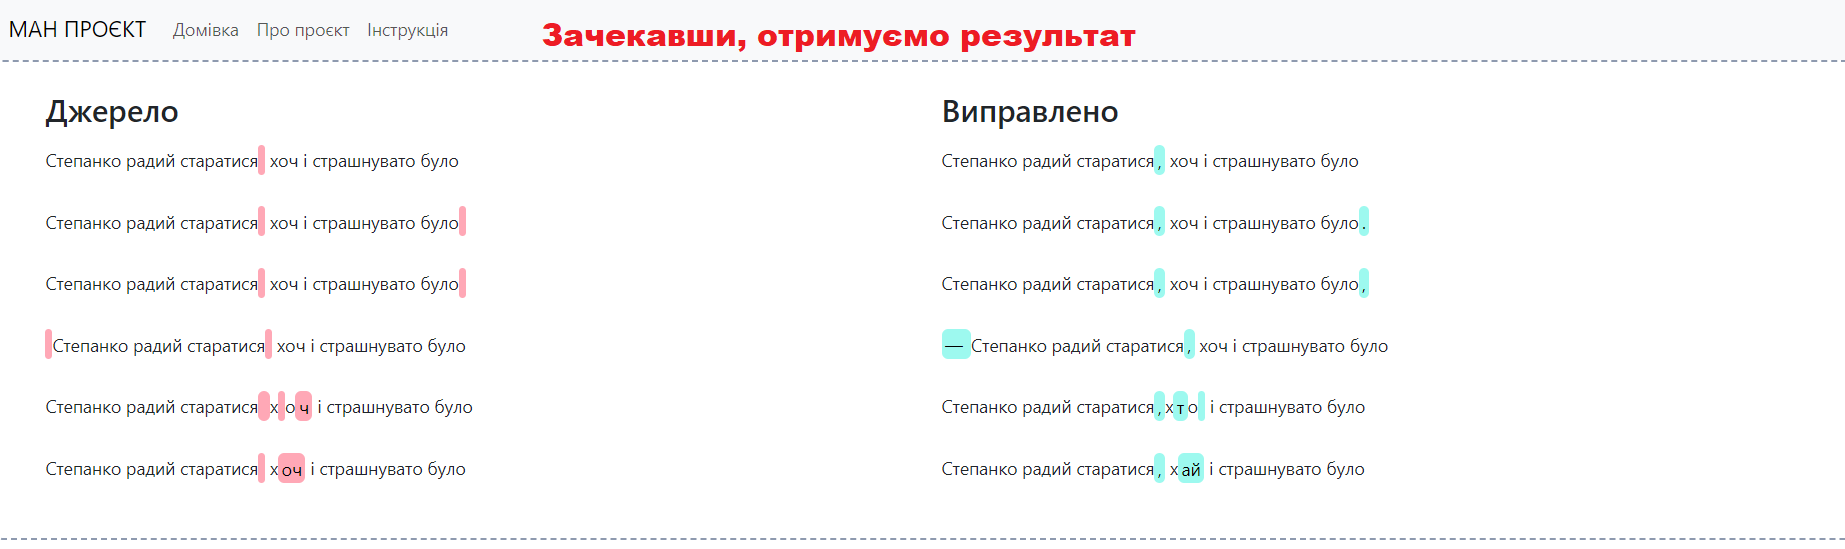 МАН ПРОЄКТ Домівка Про проєкт Інструкція Зачекавши, отримуємо результат
Джерело
Степанко радий старатися хоч і страшнувато було
Степанко радий старатися хоч і страшнувато було
Степанко радий старатися хоч і страшнувато було
Степанко радий старатися хоч і страшнувато було
Степанко радий старатися х оч і страшнувато було
Степанко радий старатися хоч і страшнувато було
Виправлено
Степанко радий старатися, хоч і страшнувато було
Степанко радий старатися, хоч і страшнувато було.
Степанко радий старатися, хоч і страшнувато було,
— Степанко радий старатися, хоч і страшнувато було
Степанко радий старатися,хто і страшнувато було
Степанко радий старатися, хай і страшнувато було